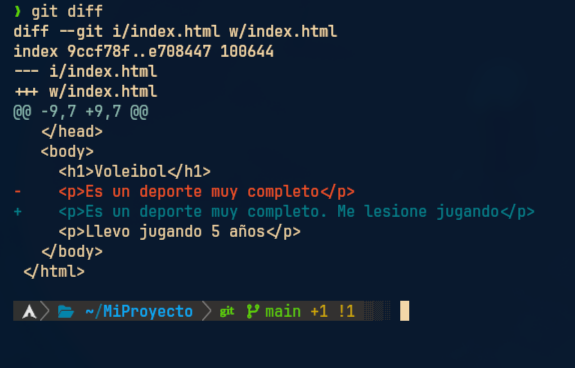 ❯ git diff
diff --git i/index.html w/index.html
index 9ccf78f..e708447 100644
--- i/index.html
+++ w/index.html
@@ -9,7 +9,7 @@
   </head>
   <body>
     <h1>Voleibol</h1>
-    <p>Es un deporte muy completo</p>
+    <p>Es un deporte muy completo. Me lesione jugando</p>
     <p>Llevo jugando 5 años</p>
   </body>
 </html>
~/MiProyecto git main +1 !1